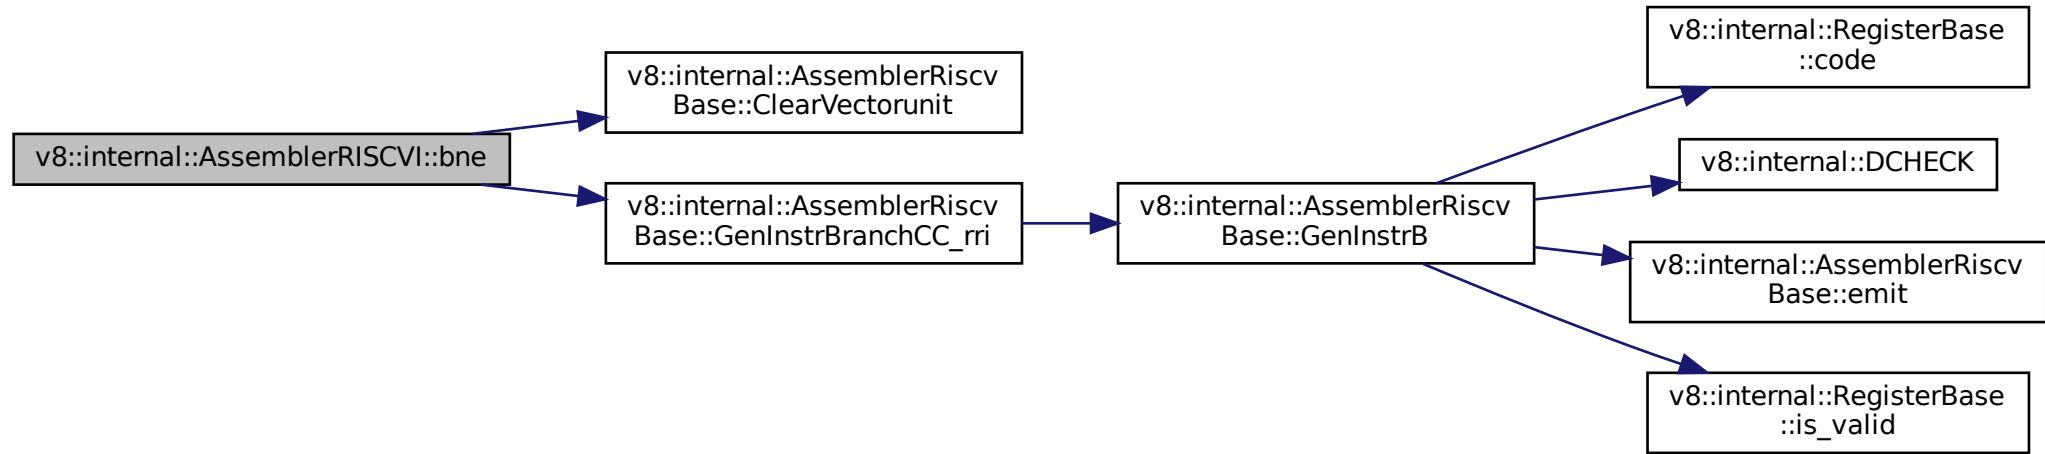 v8::internal::AssemblerRISCVI::bne
v8::internal::AssemblerRiscv
Base::ClearVectorunit
v8::internal::AssemblerRiscv
Base::GenInstrBranchCC_rri
v8::internal::AssemblerRiscv
Base::GenInstrB
v8::internal::RegisterBase
::code
v8::internal::DCHECK
v8::internal::AssemblerRiscv
Base::emit
v8::internal::RegisterBase
::is_valid